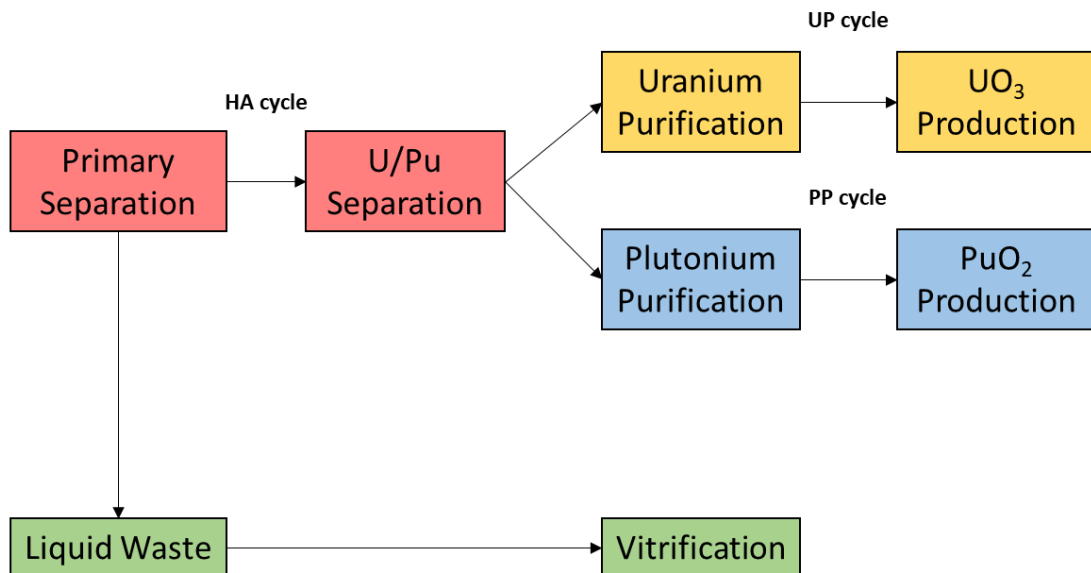 UP cycle
HA cycle
Uranium
Purification
UO₃
Production
Primary
Separation
U/Pu
Separation
PP cycle
Plutonium
Purification
PuO₂
Production
Liquid Waste
Vitrification